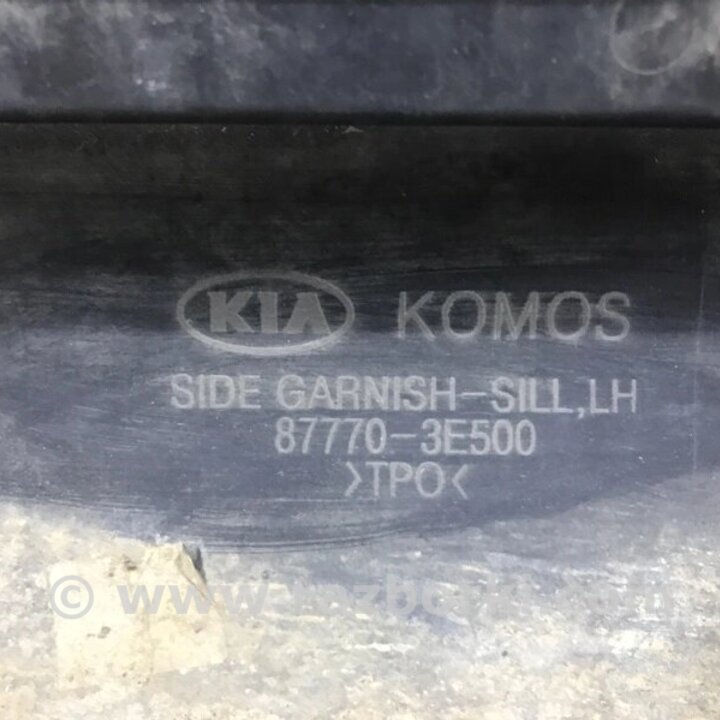 KIA KOMOS
SIDE GARNISH-SILL,LH
87770-3E500
>TPO<